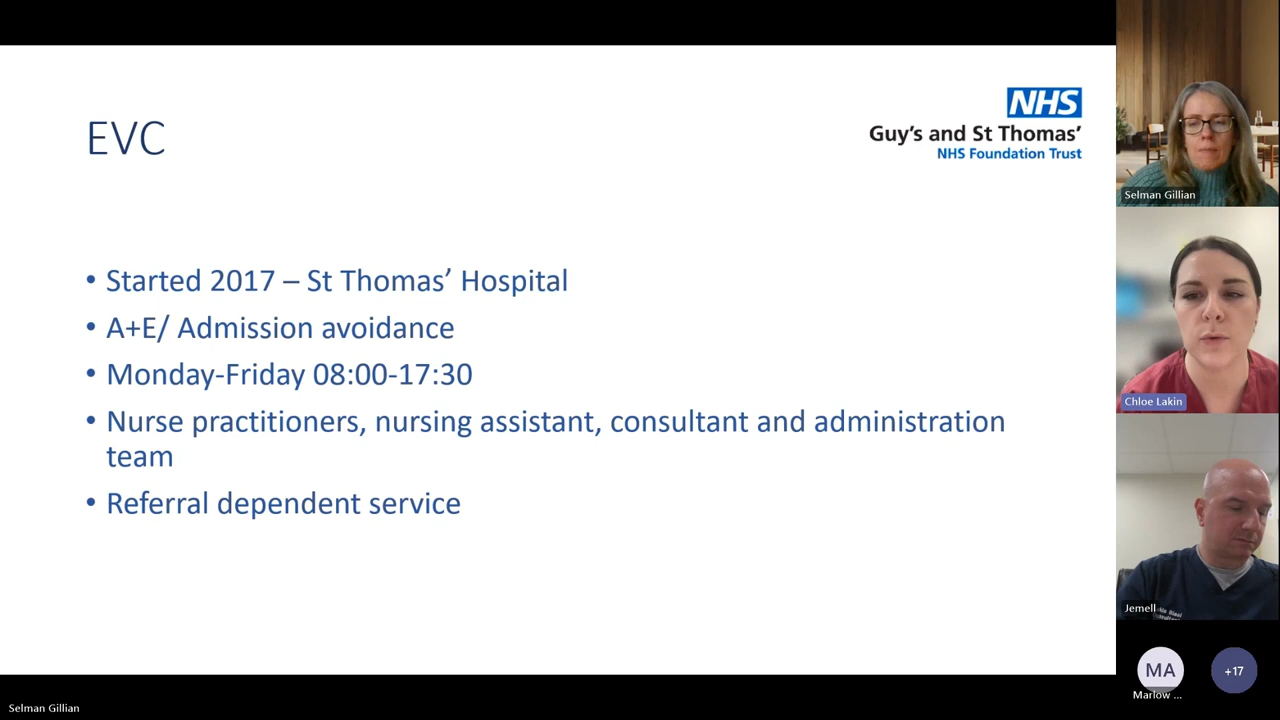 EVC
NHS
Guy's and St Thomas'
NHS Foundation Trust
• Started 2017 – St Thomas' Hospital
• A+E/ Admission avoidance
• Monday-Friday 08:00-17:30
• Nurse practitioners, nursing assistant, consultant and administration
team
• Referral dependent service
Selman Gillian
Chloe Lakin
Jemell
MA
+17
Marlow ...
Selman Gillian